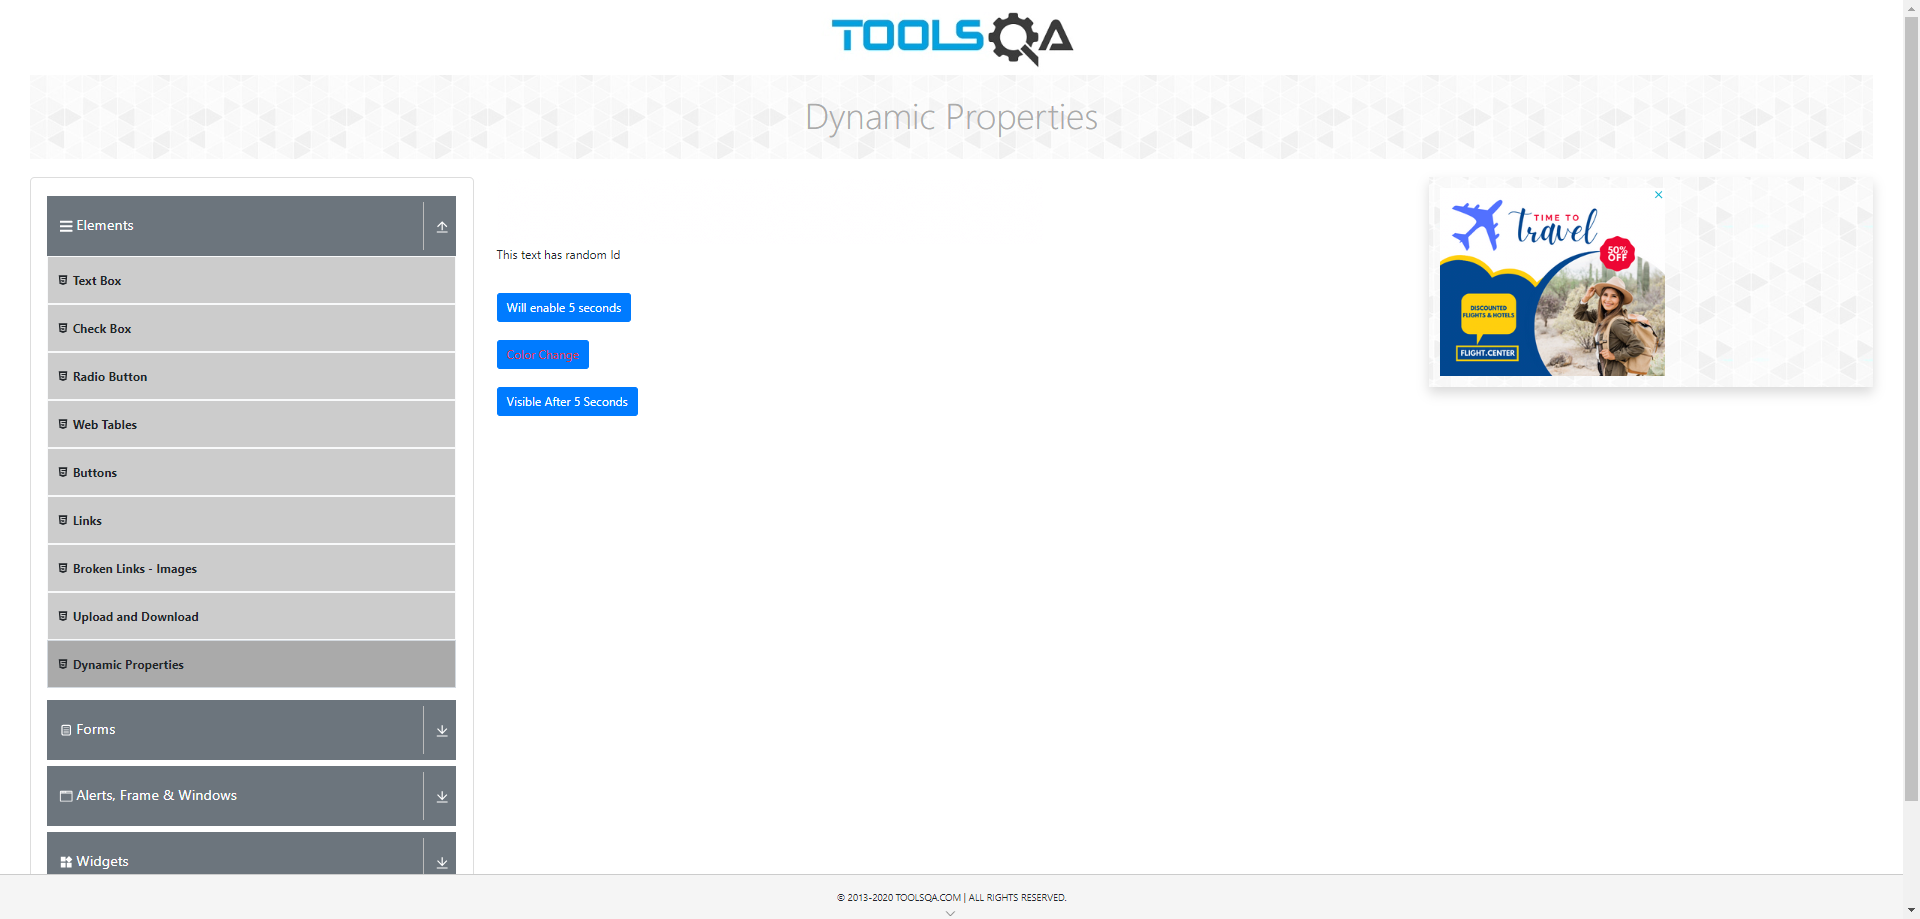 TOOLSQA
Dynamic Properties
Elements
Text Box
Check Box
Radio Button
Web Tables
Buttons
Links
Broken Links - Images
Upload and Download
Dynamic Properties
Forms
Alerts, Frame & Windows
Widgets
This text has random Id
Will enable 5 seconds
Color Change
Visible After 5 Seconds
TIME TO
travel
50%
OFF
DISCOUNTED
FLIGHTS & HOTELS
FLIGHT.CENTER
© 2013-2020 TOOLSQA.COM | ALL RIGHTS RESERVED.